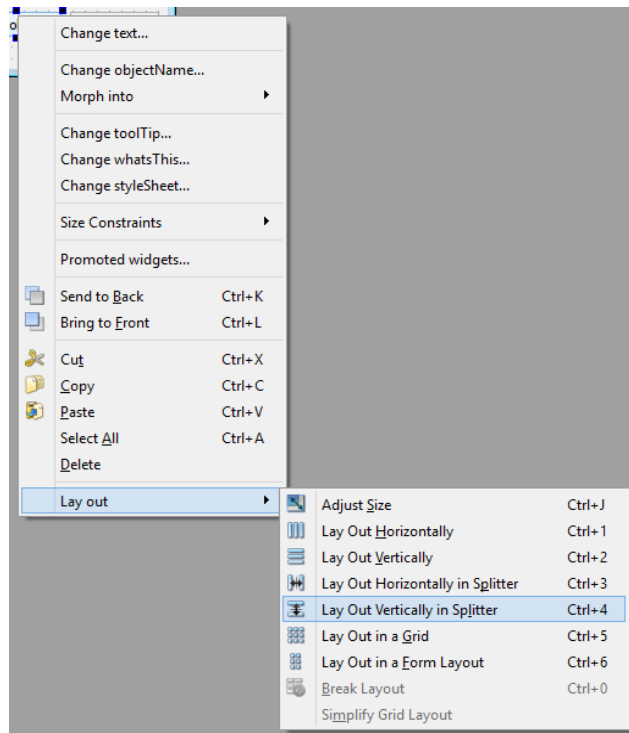 Change text...
Change objectName...
Morph into
Change toolTip...
Change whatsThis...
Change styleSheet...
Size Constraints
Promoted widgets...
Send to Back Ctrl+K
Bring to Front Ctrl+L
Cut Ctrl+X
Copy Ctrl+C
Paste Ctrl+V
Select All Ctrl+A
Delete
Lay out
Adjust Size Ctrl+J
Lay Out Horizontally Ctrl+1
Lay Out Vertically Ctrl+2
Lay Out Horizontally in Splitter Ctrl+3
Lay Out Vertically in Splitter Ctrl+4
Lay Out in a Grid Ctrl+5
Lay Out in a Form Layout Ctrl+6
Break Layout Ctrl+0
Simplify Grid Layout